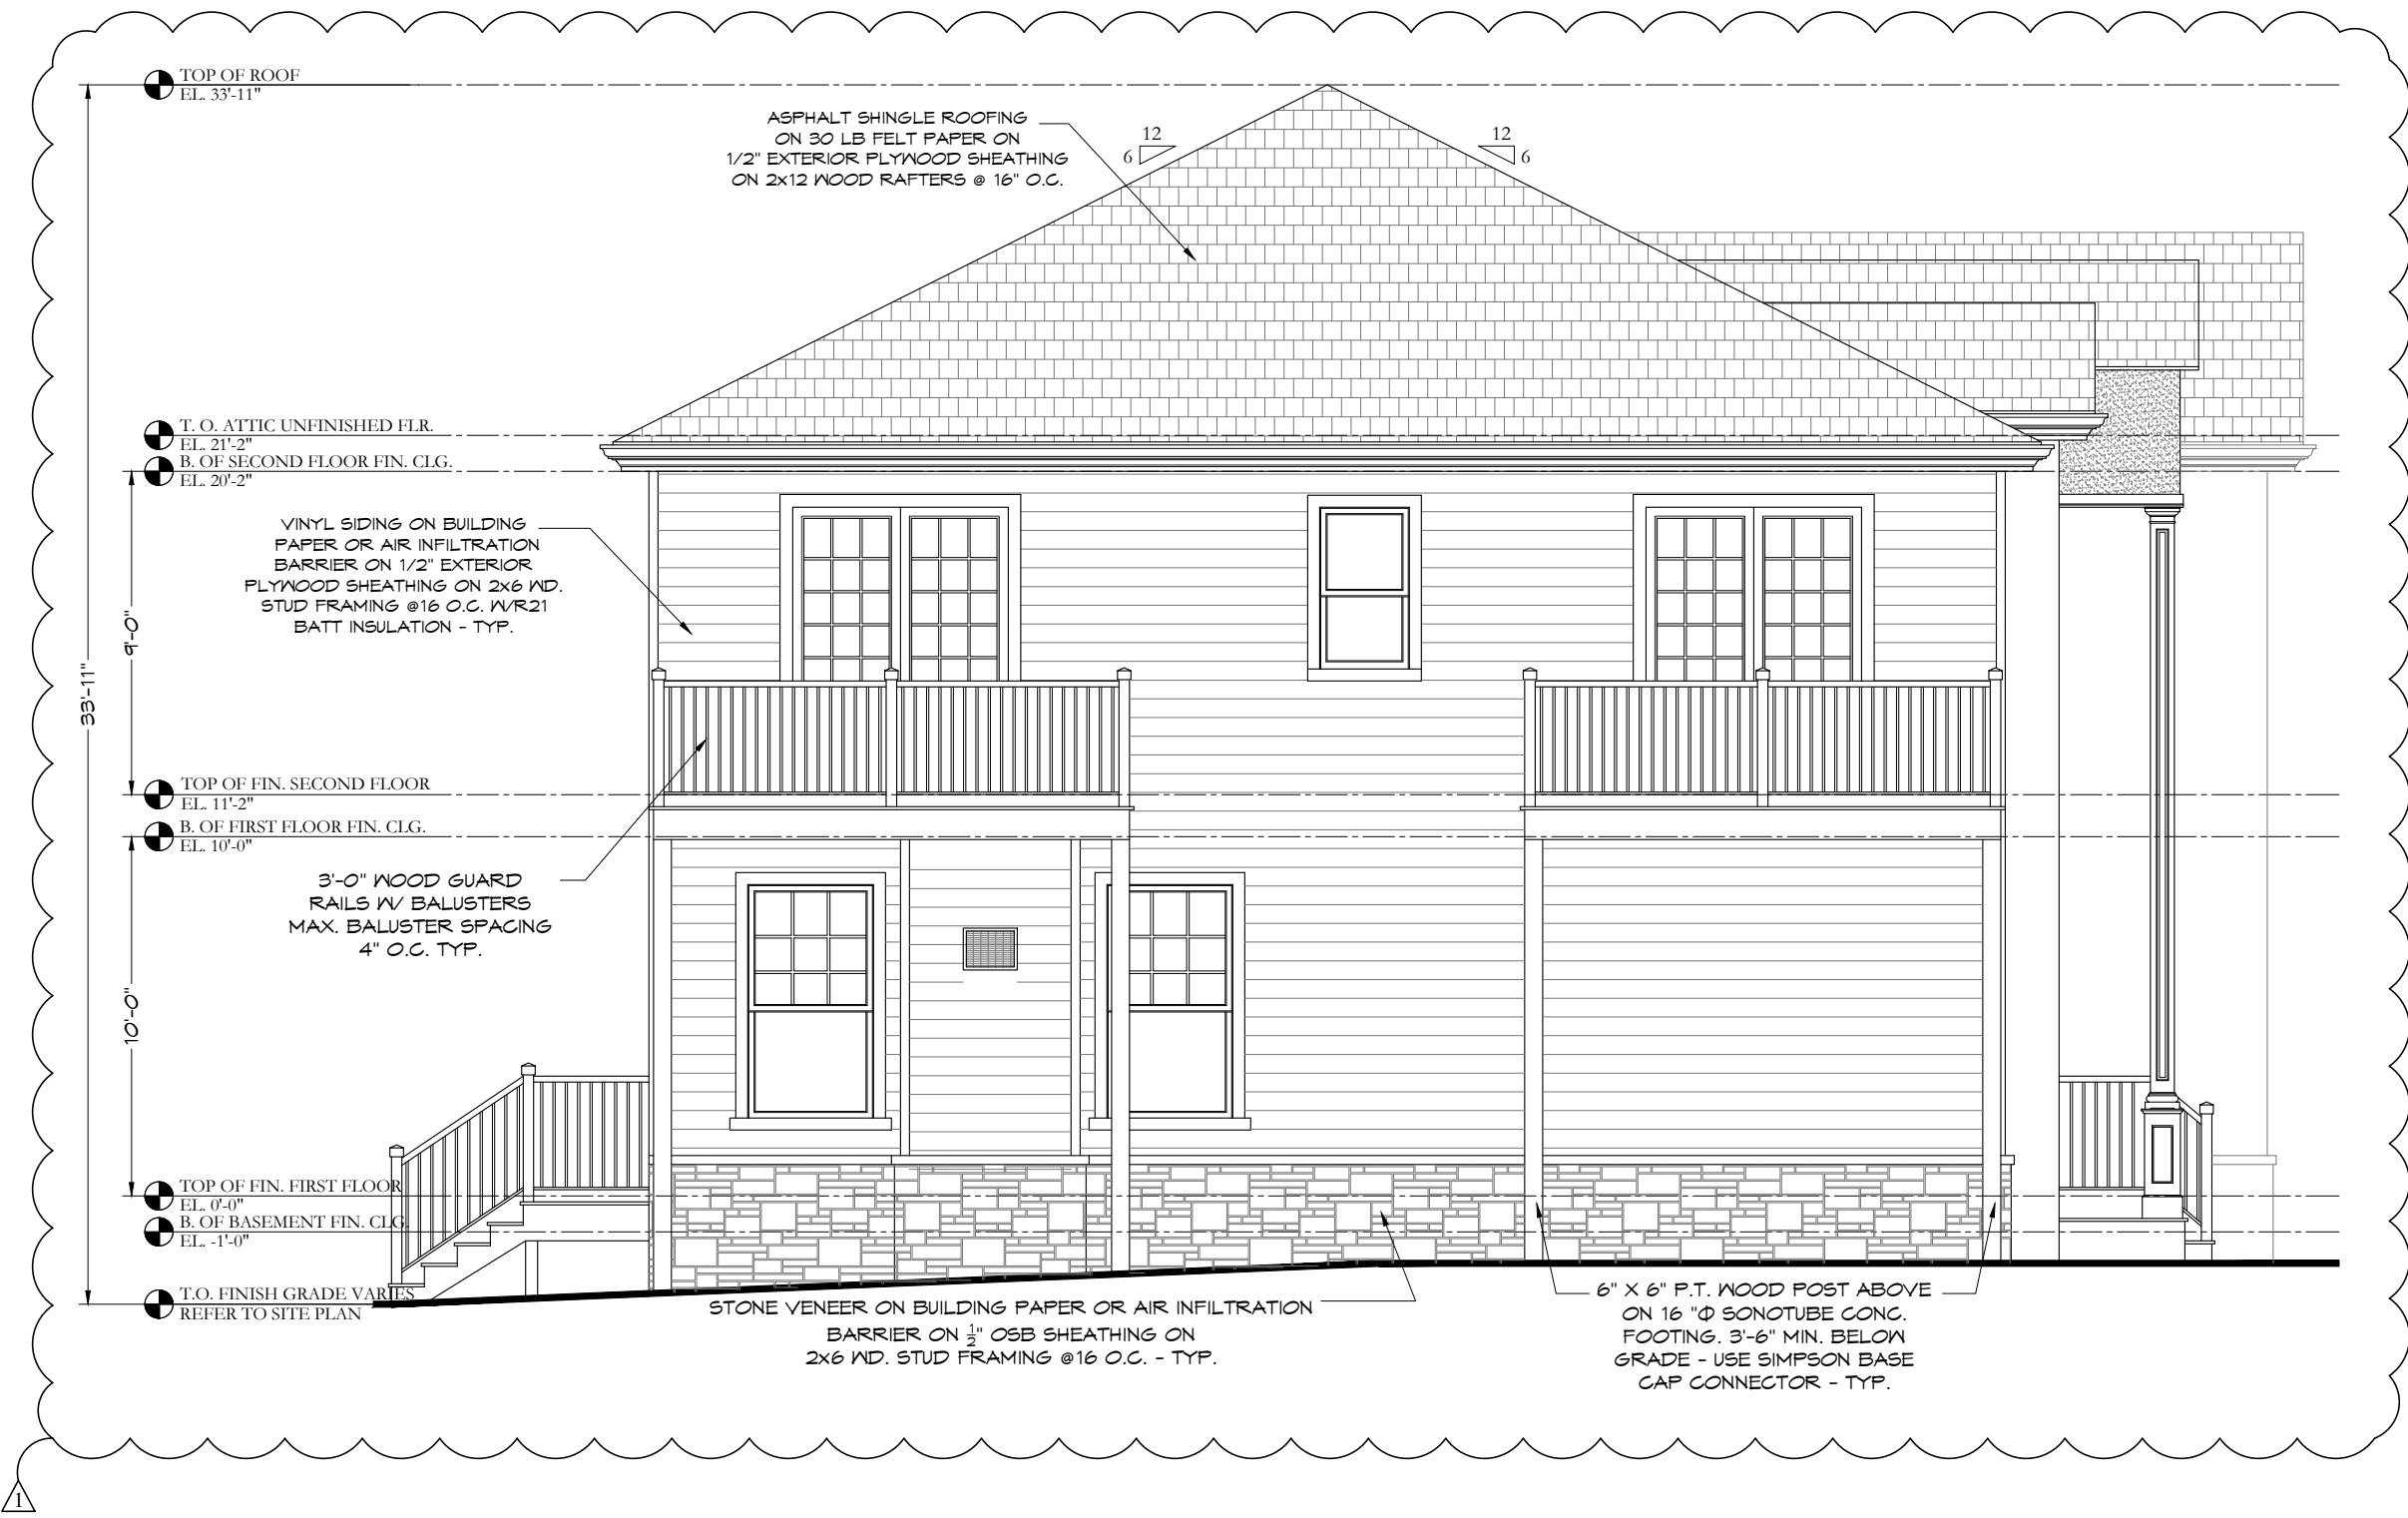 TOP OF ROOF
EL. 33'-11"
ASPHALT SHINGLE ROOFING
ON 30 LB FELT PAPER ON
1/2" EXTERIOR PLYWOOD SHEATHING
ON 2x12 WOOD RAFTERS @ 16" O.C.
12
6
12
6
T. O. ATTIC UNFINISHED FLR.
EL. 21'-2"
B. OF SECOND FLOOR FIN. CLG.
EL. 20'-2"
VINYL SIDING ON BUILDING
PAPER OR AIR INFILTRATION
BARRIER ON 1/2" EXTERIOR
PLYWOOD SHEATHING ON 2x6 WD.
STUD FRAMING @16 O.C. W/R21
BATT INSULATION - TYP.
9'-0"
33'-11"
TOP OF FIN. SECOND FLOOR
EL. 11'-2"
B. OF FIRST FLOOR FIN. CLG.
EL. 10'-0"
3'-0" WOOD GUARD
RAILS W/ BALUSTERS
MAX. BALUSTER SPACING
4" O.C. TYP.
10'-0"
TOP OF FIN. FIRST FLOOR
EL. 0'-0"
B. OF BASEMENT FIN. CLG.
EL. -1'-0"
T.O. FINISH GRADE VARIES
REFER TO SITE PLAN
STONE VENEER ON BUILDING PAPER OR AIR INFILTRATION
BARRIER ON 1/2" OSB SHEATHING ON
2x6 WD. STUD FRAMING @16 O.C. - TYP.
6" X 6" P.T. WOOD POST ABOVE
ON 16 "Φ SONOTUBE CONC.
FOOTING. 3'-6" MIN. BELOW
GRADE - USE SIMPSON BASE
CAP CONNECTOR - TYP.
1